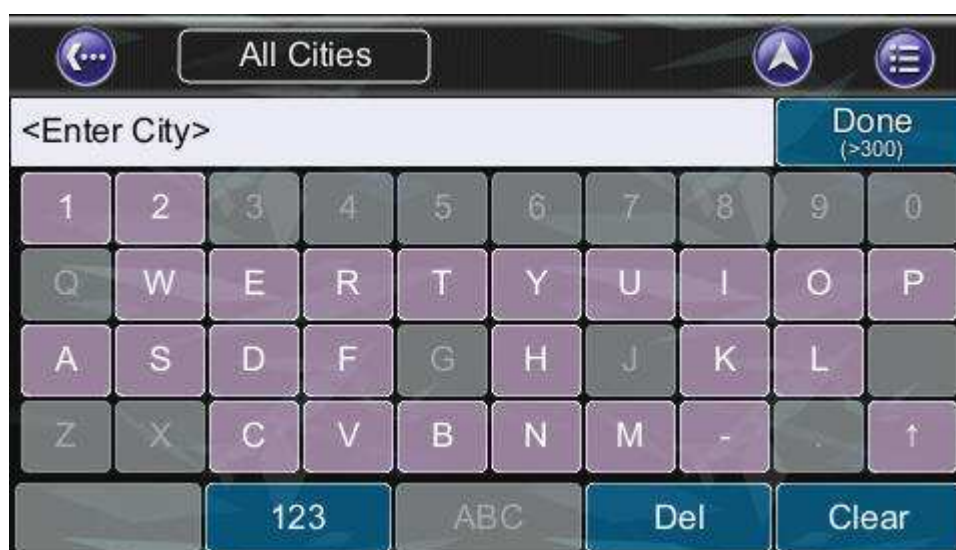 All Cities
<Enter City>
Done
(>300)
1 2 3 4 5 6 7 8 9 0
Q W E R T Y U I O P
A S D F G H J K L
Z X C V B N M - . ↑
123 ABC Del Clear